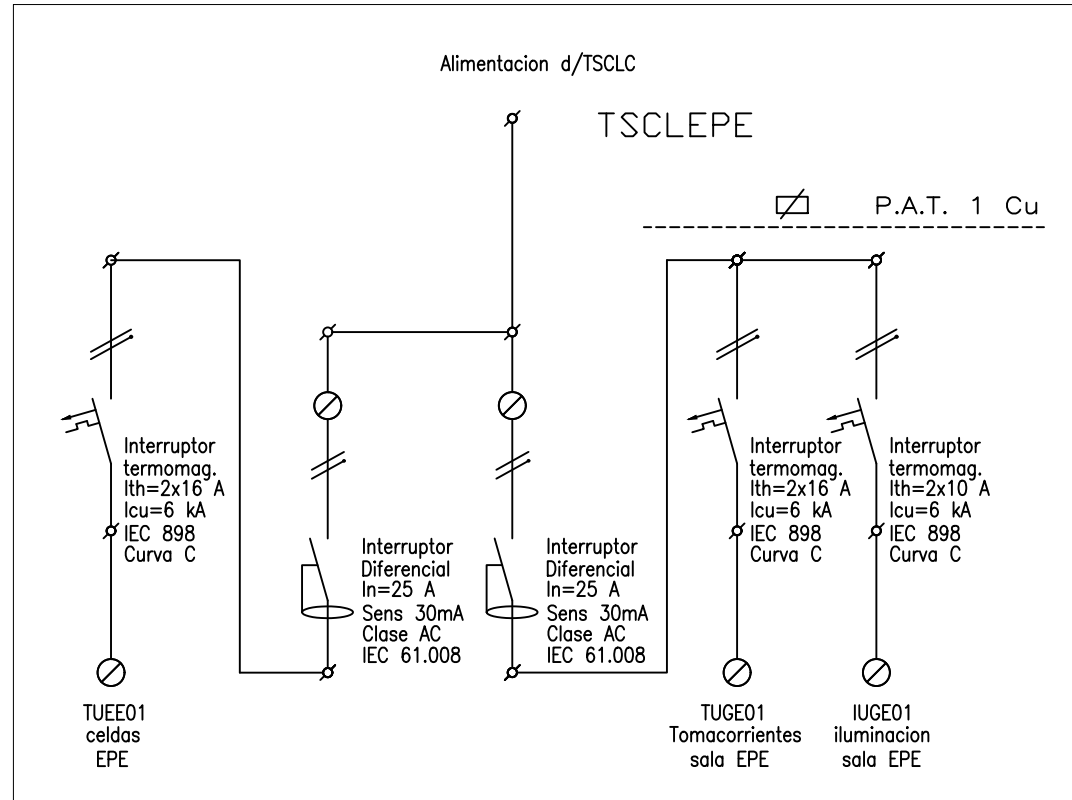 Alimentacion d/TSCLC
TSCLEPE
P.A.T. 1 Cu
Interruptor
termomag.
Ith=2x16 A
Icu=6 kA
IEC 898
Curva C
Interruptor
Diferencial
In=25 A
Sens 30mA
Clase AC
IEC 61.008
Interruptor
Diferencial
In=25 A
Sens 30mA
Clase AC
IEC 61.008
Interruptor
termomag.
Ith=2x16 A
Icu=6 kA
IEC 898
Curva C
Interruptor
termomag.
Ith=2x10 A
Icu=6 kA
IEC 898
Curva C
TUEE01
celdas
EPE
TUGE01
Tomacorrientes
sala EPE
IUGE01
iluminacion
sala EPE